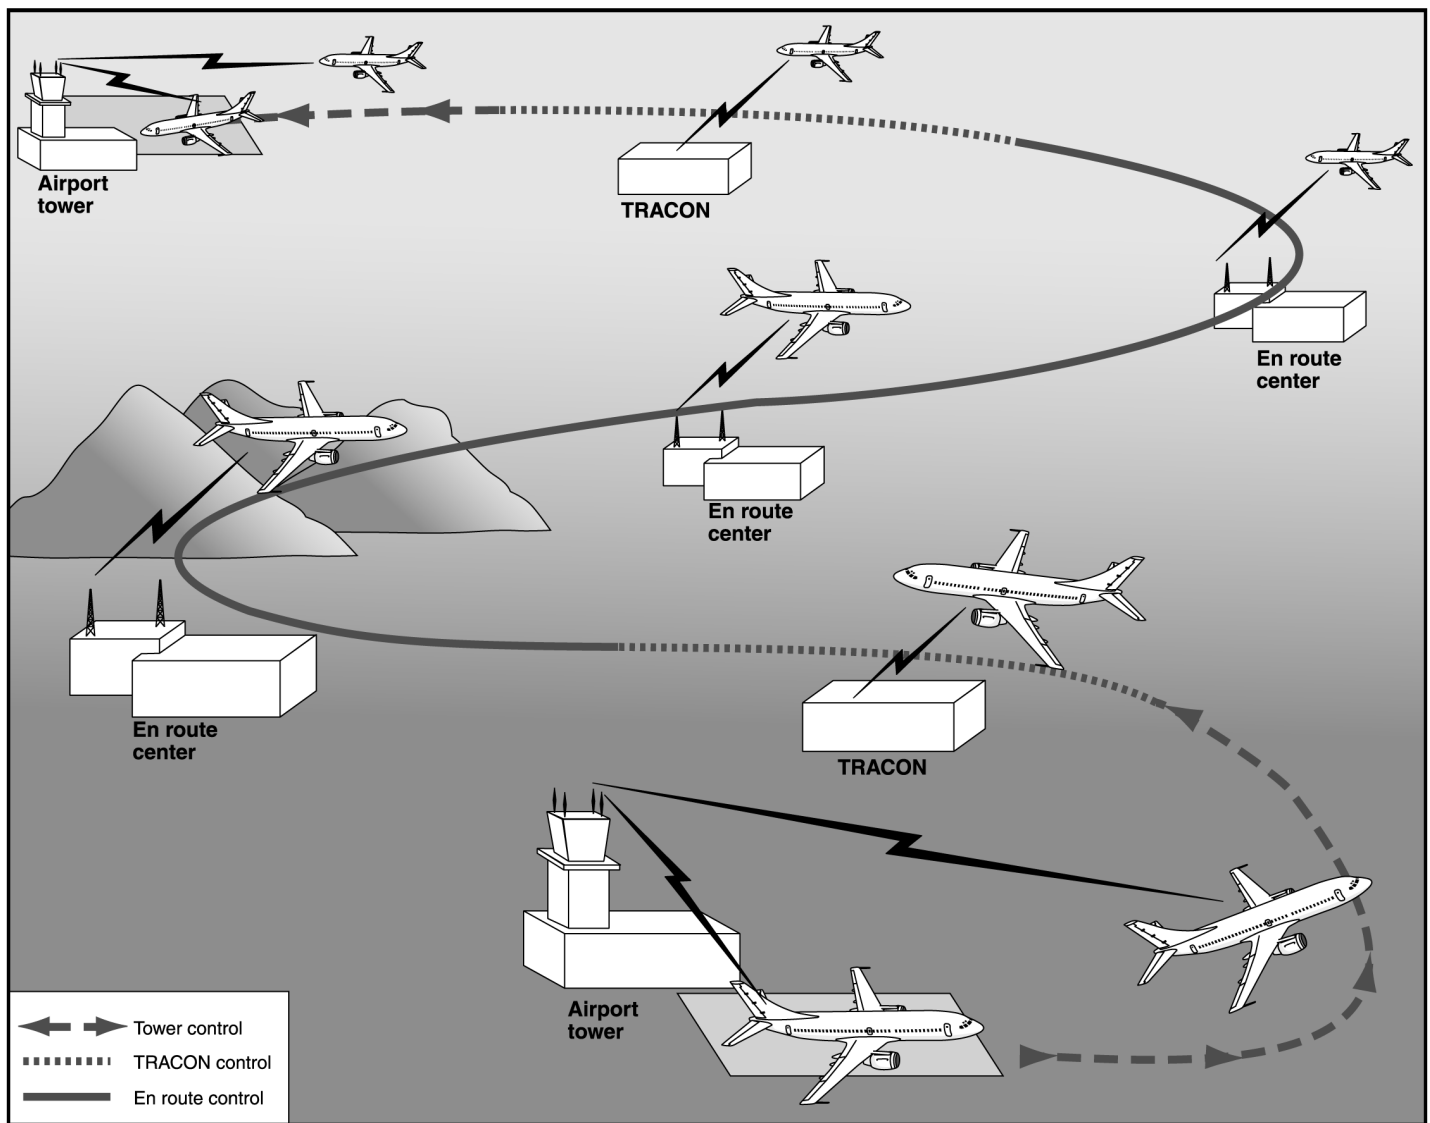 Airport
tower
TRACON
En route
center
En route
center
En route
center
TRACON
Airport
tower
Tower control
TRACON control
En route control